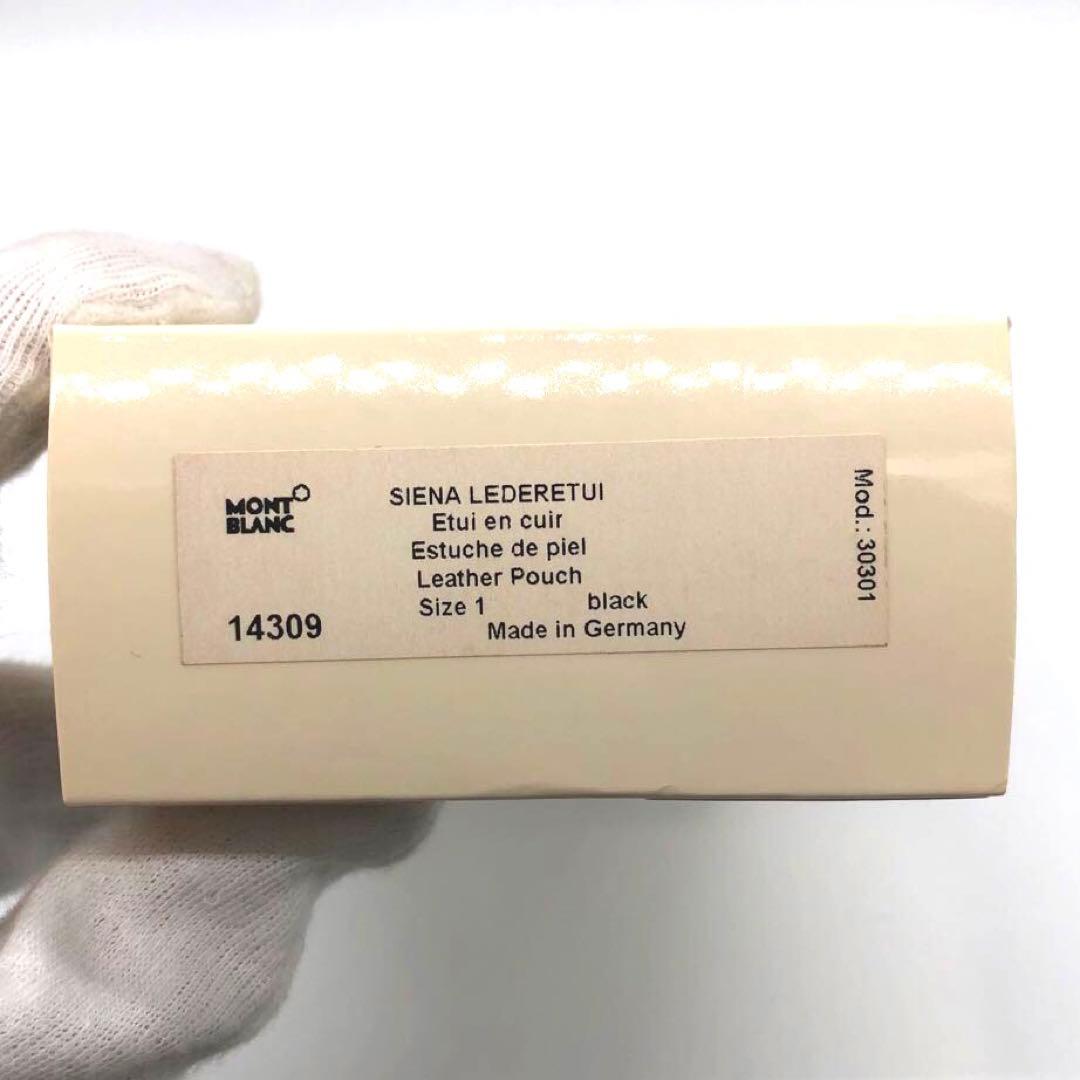 MONT
BLANC
SIENA LEDERETUI
Etui en cuir
Estuche de piel
Leather Pouch
Size 1 black
Made in Germany
14309
Mod.: 30301